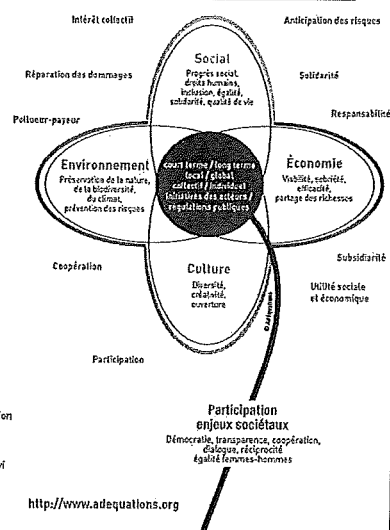 Intérêt collectif
Anticipation des risques
Social
Progrès social,
droits humains,
inclusion, égalité,
solidarité, qualité de vie
Réparation des dommages
Solidarité
Pollueur-payeur
Responsabilité
Environnement
Préservation de la nature,
de la biodiversité,
du climat,
prévention des risques
court terme / long terme
local / global
collectif / individuel
initiatives des acteurs /
régulations publiques
Économie
Viabilité, sobriété,
efficacité,
partage des richesses
Coopération
Subsidiarité
Culture
Diversité,
créativité,
ouverture
Utilité sociale
et économique
© Adéquations
Participation
Participation
enjeux sociétaux
Démocratie, transparence, coopération,
dialogue, réciprocité
égalité femmes-hommes
http://www.adequations.org